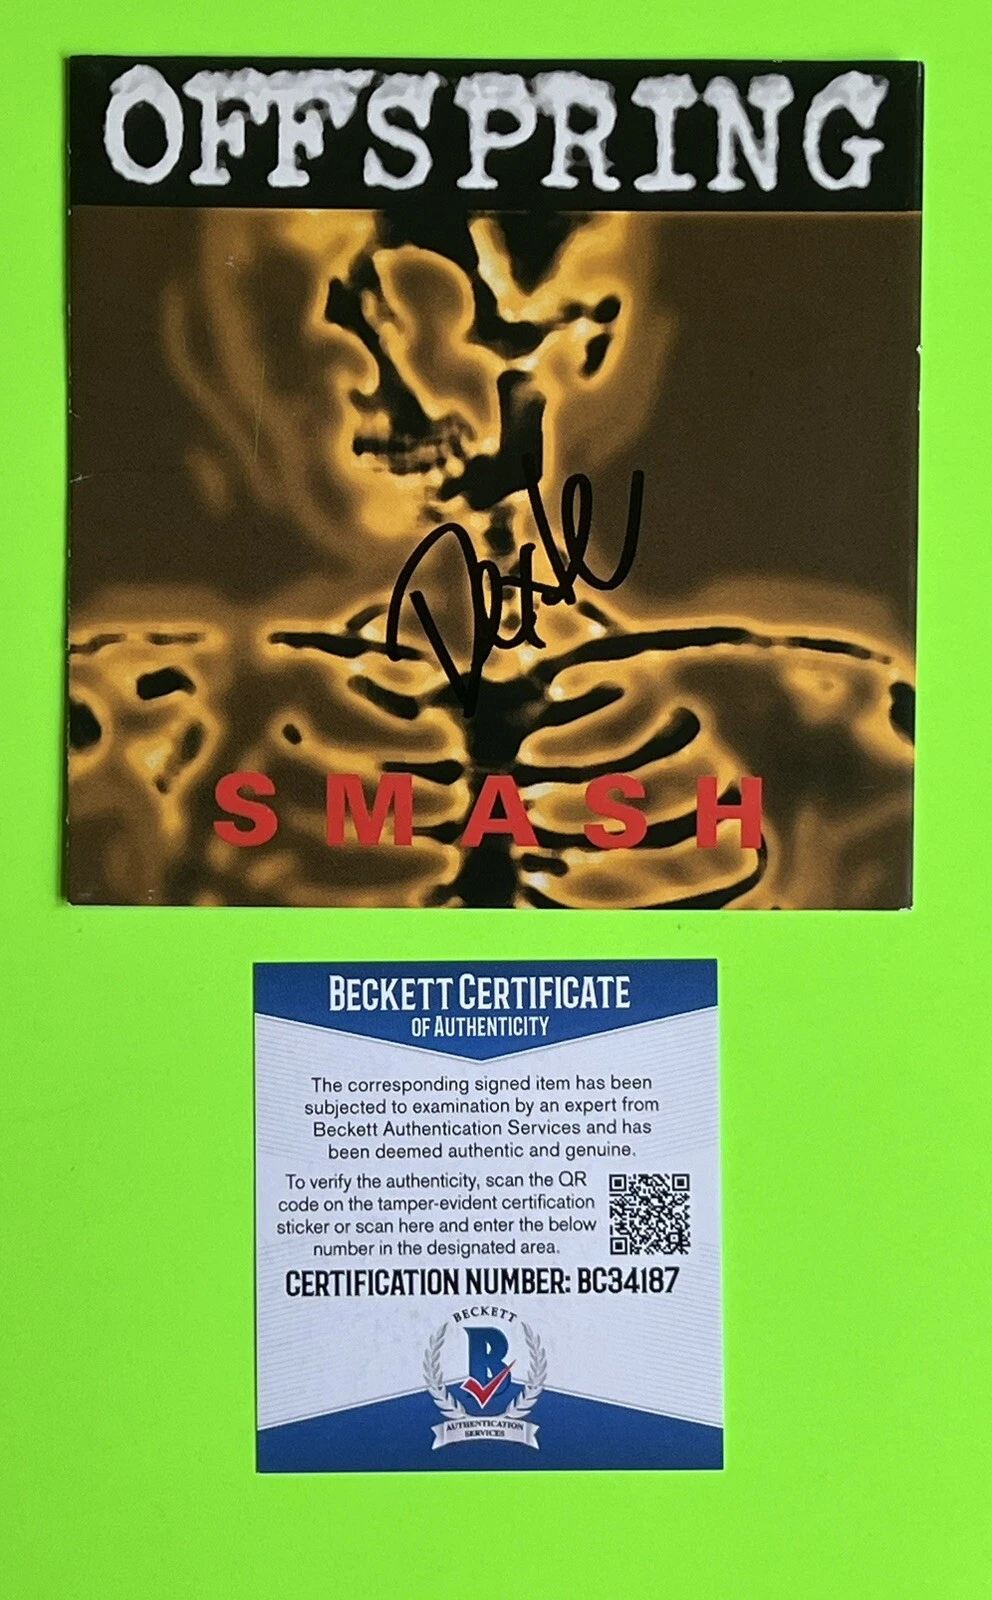 OFFSPRING
SMASH
BECKETT CERTIFICATE
OF AUTHENTICITY
The corresponding signed item has been
subjected to examination by an expert from
Beckett Authentication Services and has
been deemed authentic and genuine.
To verify the authenticity, scan the QR
code on the tamper-evident certification
sticker or scan here and enter the below
number in the designated area.
CERTIFICATION NUMBER: BC34187
BECKETT
B
AUTHENTICATION
SERVICES